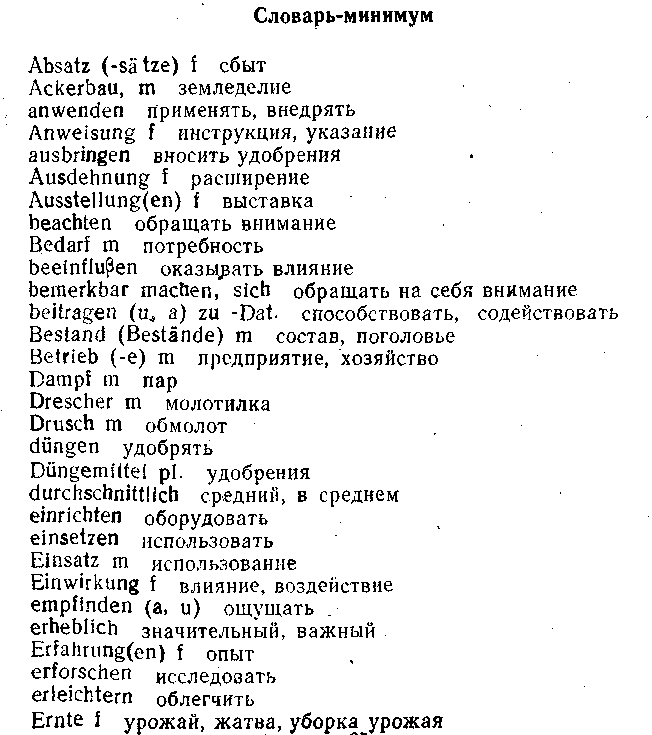 Словарь-минимум
Absatz (-sätze) f сбыт
Ackerbau, m земледелие
anwenden применять, внедрять
Anweisung f инструкция, указание
ausbringen вносить удобрения
Ausdehnung f расширение
Ausstellung(en) f выставка
beachten обращать внимание
Bedarf m потребность
beeinflußen оказывать влияние
bemerkbar machen, sich обращать на себя внимание
beitragen (u, a) zu -Dat. способствовать, содействовать
Bestand (Bestände) m состав, поголовье
Betrieb (-e) m предприятие, хозяйство
Dampf m пар
Drescher m молотилка
Drusch m обмолот
düngen удобрять
Düngemittel pl. удобрения
durchschnittlich средний, в среднем
einrichten оборудовать
einsetzen использовать
Einsatz m использование
Einwirkung f влияние, воздействие
empfinden (a, u) ощущать
erheblich значительный, важный
Erfahrung(en) f опыт
erforschen исследовать
erleichtern облегчить
Ernte f урожай, жатва, уборка урожая